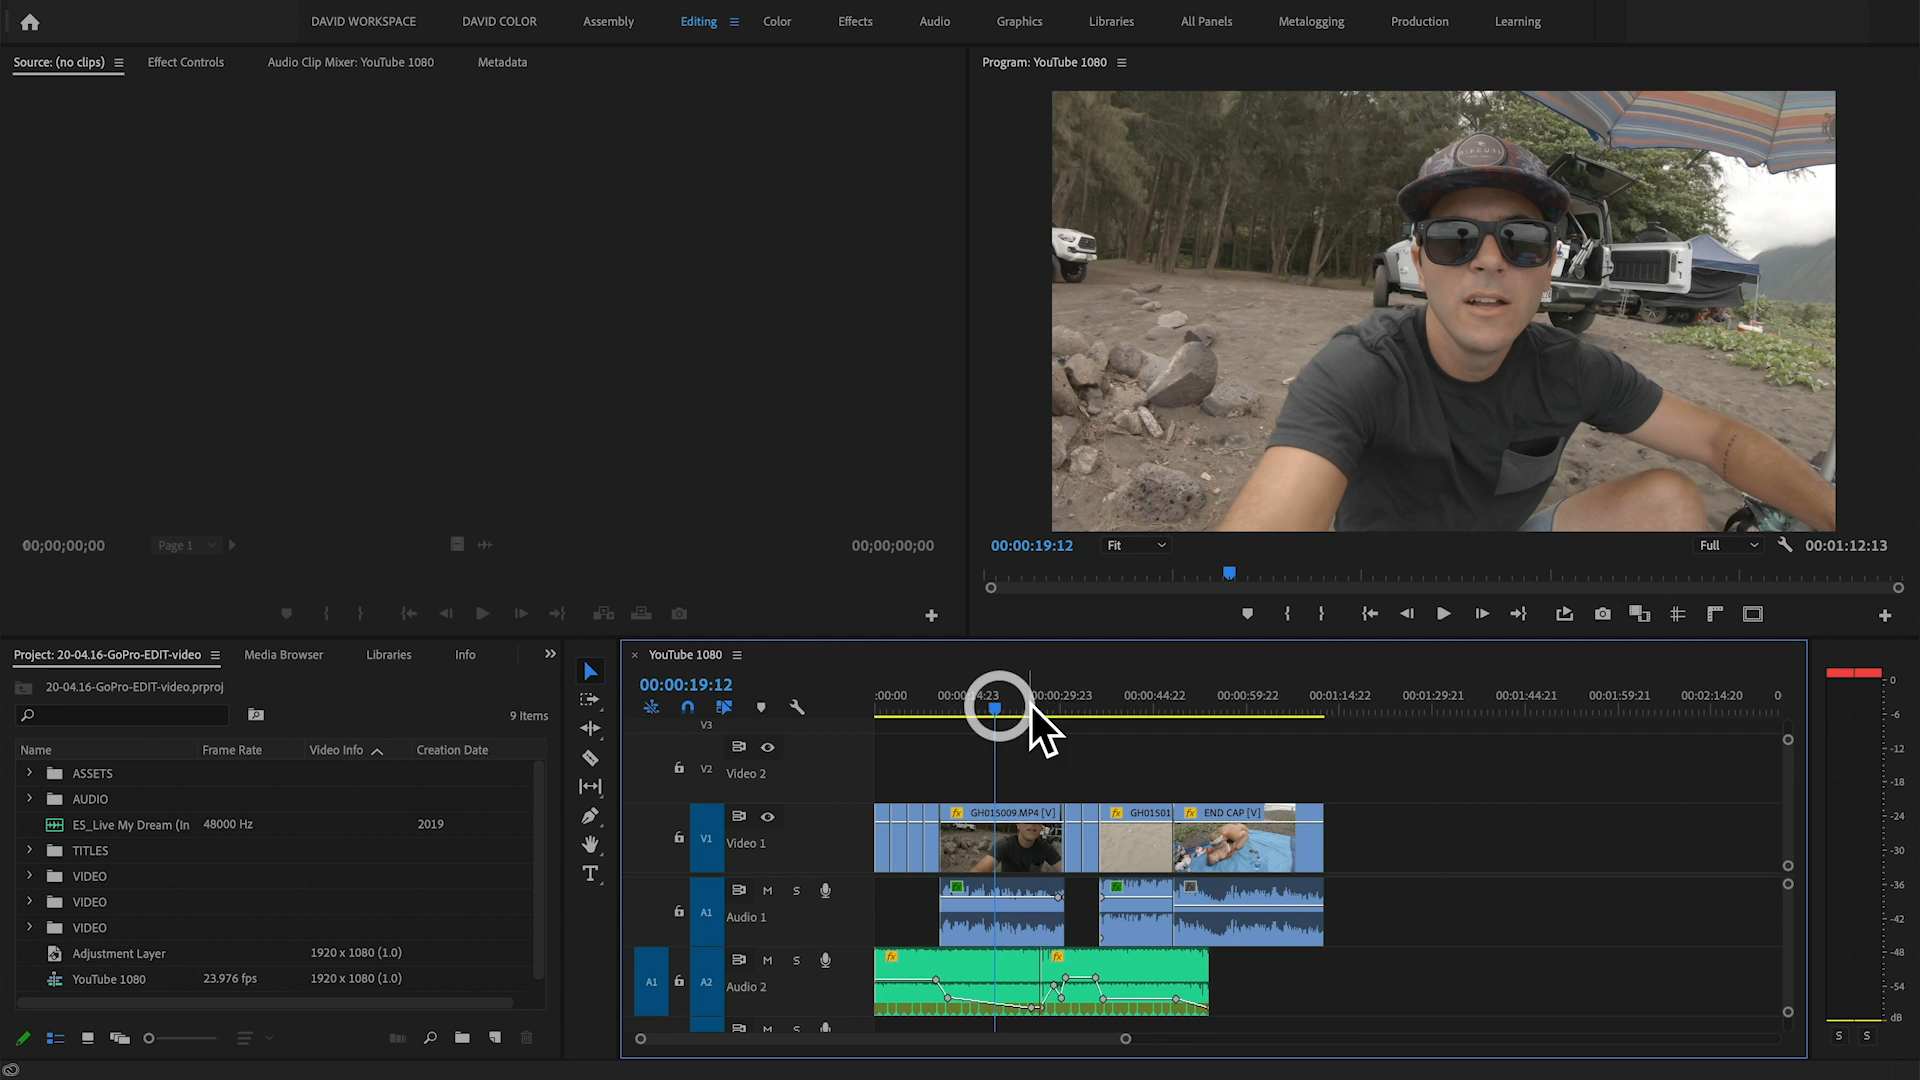 DAVID WORKSPACE DAVID COLOR Assembly Editing Color Effects Audio Graphics Libraries All Panels Metalogging Production Learning
Source: (no clips) Effect Controls Audio Clip Mixer: YouTube 1080 Metadata
Program: YouTube 1080
RIPCURL
00;00;00;00 Page 1 00;00;00;00
00:00:19:12 Fit Full 00:01:12:13
Project: 20-04.16-GoPro-EDIT-video Media Browser Libraries Info
20-04.16-GoPro-EDIT-video.prproj
9 Items
Name Frame Rate Video Info Creation Date
ASSETS
AUDIO
ES_Live My Dream (In 48000 Hz 2019
TITLES
VIDEO
VIDEO
VIDEO
Adjustment Layer 1920 x 1080 (1.0)
YouTube 1080 23.976 fps 1920 x 1080 (1.0)
× YouTube 1080
00:00:19:12
:00:00 00:00:14:23 00:00:29:23 00:00:44:22 00:00:59:22 00:01:14:22 00:01:29:21 00:01:44:21 00:01:59:21 00:02:14:20 0
V3
V2 Video 2
fx GH015009.MP4 [V] fx GH01501 fx END CAP [V]
V1 Video 1
M S fx fx fx
A1 Audio 1
M S fx fx
A1 A2 Audio 2
M S
0
-6
-12
-18
-24
-30
-36
-42
-48
-54
dB
S S